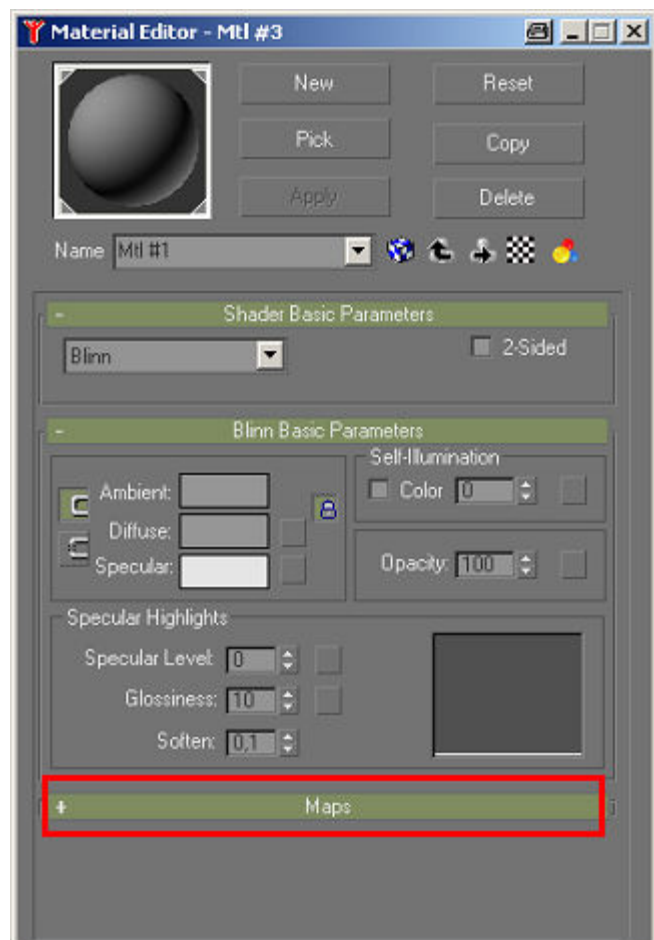 Material Editor - Mtl #3
New
Reset
Pick
Copy
Apply
Delete
Name Mtl #1
- Shader Basic Parameters
Blinn
2-Sided
- Blinn Basic Parameters
Self-Illumination
Ambient:
Color 0
Diffuse:
Specular:
Opacity: 100
Specular Highlights
Specular Level: 0
Glossiness: 10
Soften: 0,1
+ Maps